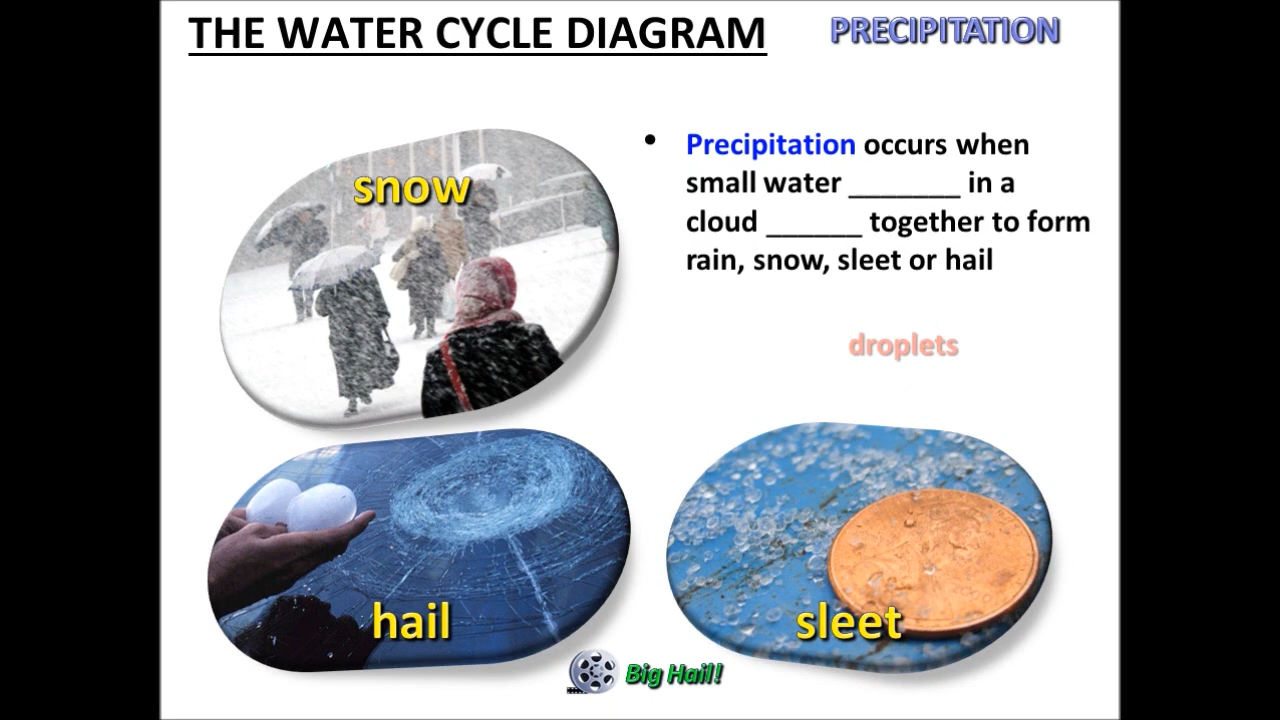 THE WATER CYCLE DIAGRAM
PRECIPITATION
snow
• Precipitation occurs when
small water _______ in a
cloud ______ together to form
rain, snow, sleet or hail
droplets
hail
sleet
Big Hail!